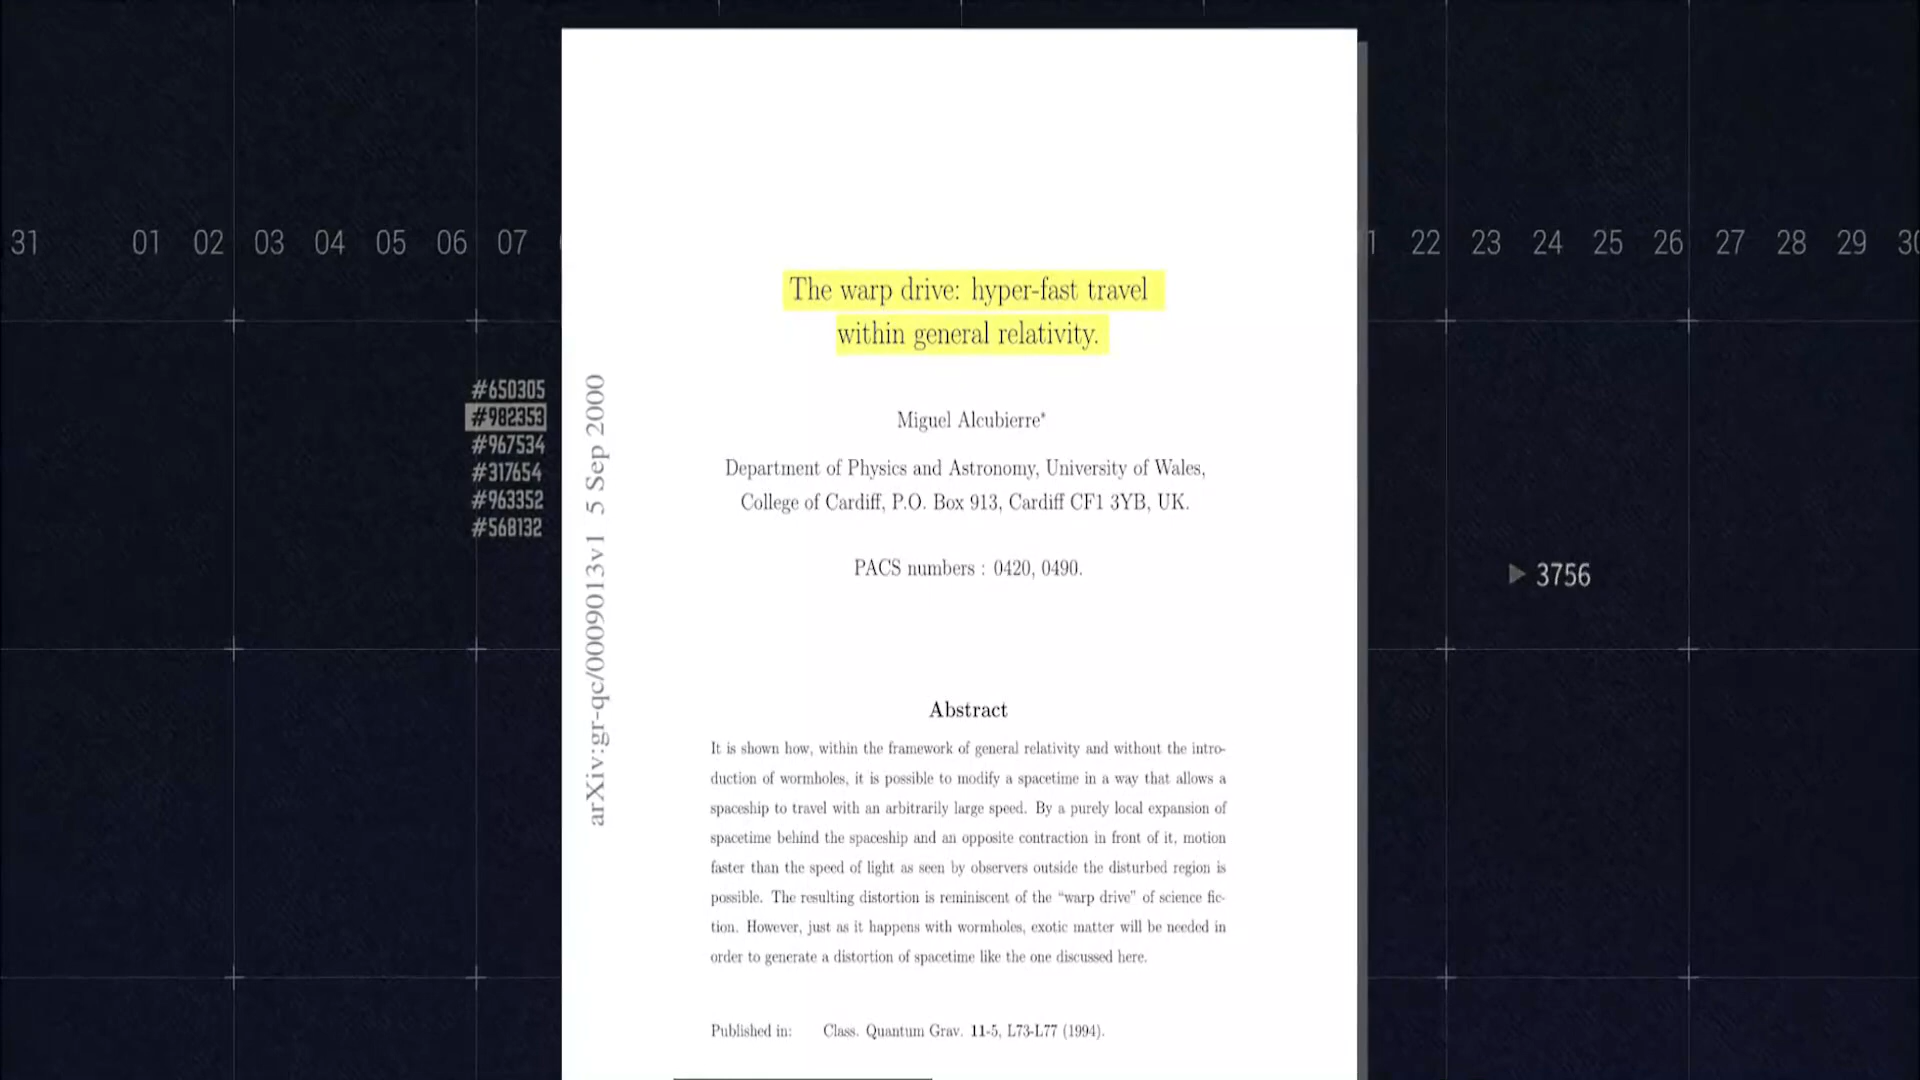 31 01 02 03 04 05 06 07 22 23 24 25 26 27 28 29
The warp drive: hyper-fast travel
within general relativity.
#650305
#982353
#967534
#317654
#963352
#568132
arXiv:gr-qc/0009013v1 5 Sep 2000
Miguel Alcubierre*
Department of Physics and Astronomy, University of Wales,
College of Cardiff, P.O. Box 913, Cardiff CF1 3YB, UK.
PACS numbers : 0420, 0490.
3756
Abstract
It is shown how, within the framework of general relativity and without the intro-
duction of wormholes, it is possible to modify a spacetime in a way that allows a
spaceship to travel with an arbitrarily large speed. By a purely local expansion of
spacetime behind the spaceship and an opposite contraction in front of it, motion
faster than the speed of light as seen by observers outside the disturbed region is
possible. The resulting distortion is reminiscent of the “warp drive” of science fic-
tion. However, just as it happens with wormholes, exotic matter will be needed in
order to generate a distortion of spacetime like the one discussed here.
Published in: Class. Quantum Grav. 11-5, L73-L77 (1994).